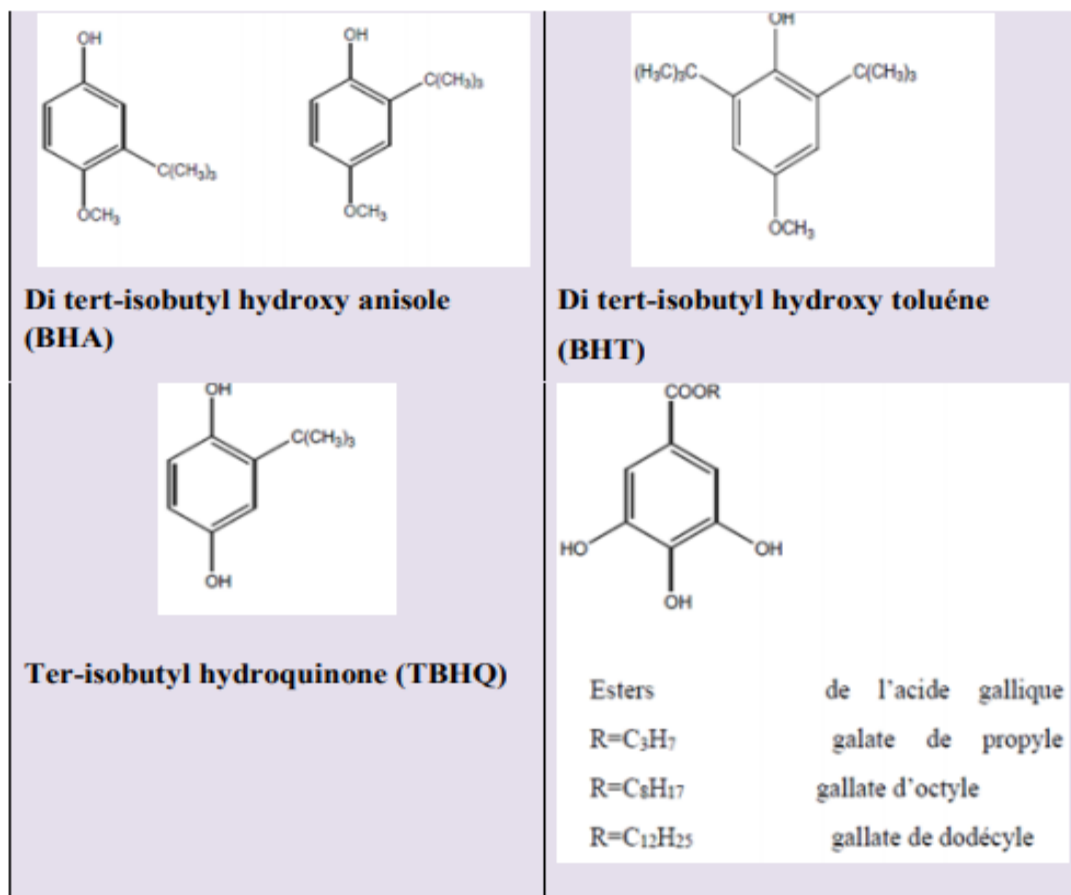 OH
C(CH₃)₃
OCH₃
OH
C(CH₃)₃
OCH₃
Di tert-isobutyl hydroxy anisole
(BHA)
OH
(H₃C)₃C
C(CH₃)₃
OCH₃
Di tert-isobutyl hydroxy toluéne
(BHT)
OH
C(CH₃)₃
OH
Ter-isobutyl hydroquinone (TBHQ)
COOR
HO
OH
OH
Esters de l’acide gallique
R=C₃H₇ galate de propyle
R=C₈H₁₇ gallate d’octyle
R=C₁₂H₂₅ gallate de dodécyle